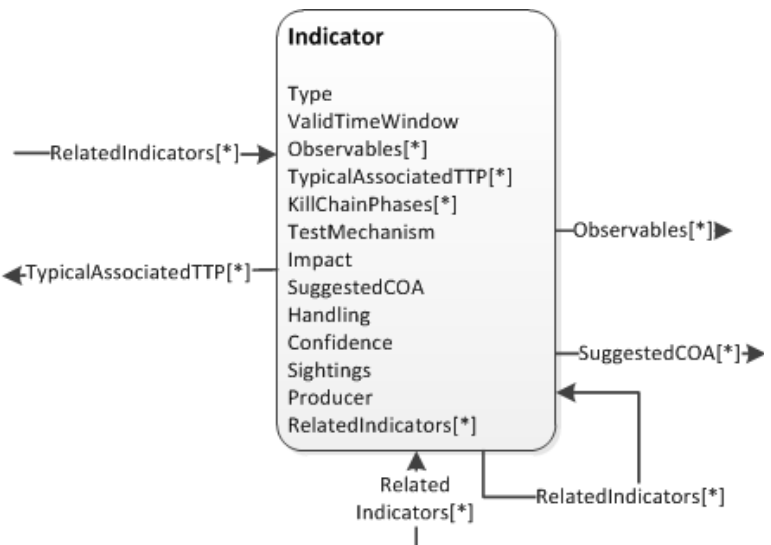 Indicator
Type
ValidTimeWindow
RelatedIndicators[*]
Observables[*]
TypicalAssociatedTTP[*]
KillChainPhases[*]
TestMechanism
Observables[*]
Impact
TypicalAssociatedTTP[*]
SuggestedCOA
Handling
Confidence
SuggestedCOA[*]
Sightings
Producer
RelatedIndicators[*]
Related
Indicators[*]
RelatedIndicators[*]